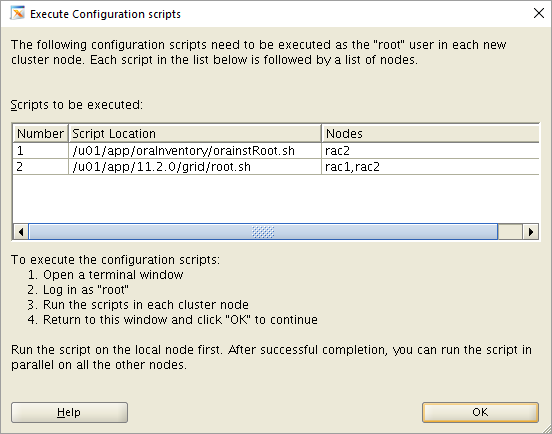 Execute Configuration scripts
The following configuration scripts need to be executed as the "root" user in each new
cluster node. Each script in the list below is followed by a list of nodes.
Scripts to be executed:
Number Script Location Nodes
1 /u01/app/oraInventory/orainstRoot.sh rac2
2 /u01/app/11.2.0/grid/root.sh rac1,rac2
To execute the configuration scripts:
1. Open a terminal window
2. Log in as "root"
3. Run the scripts in each cluster node
4. Return to this window and click "OK" to continue
Run the script on the local node first. After successful completion, you can run the script in
parallel on all the other nodes.
Help OK